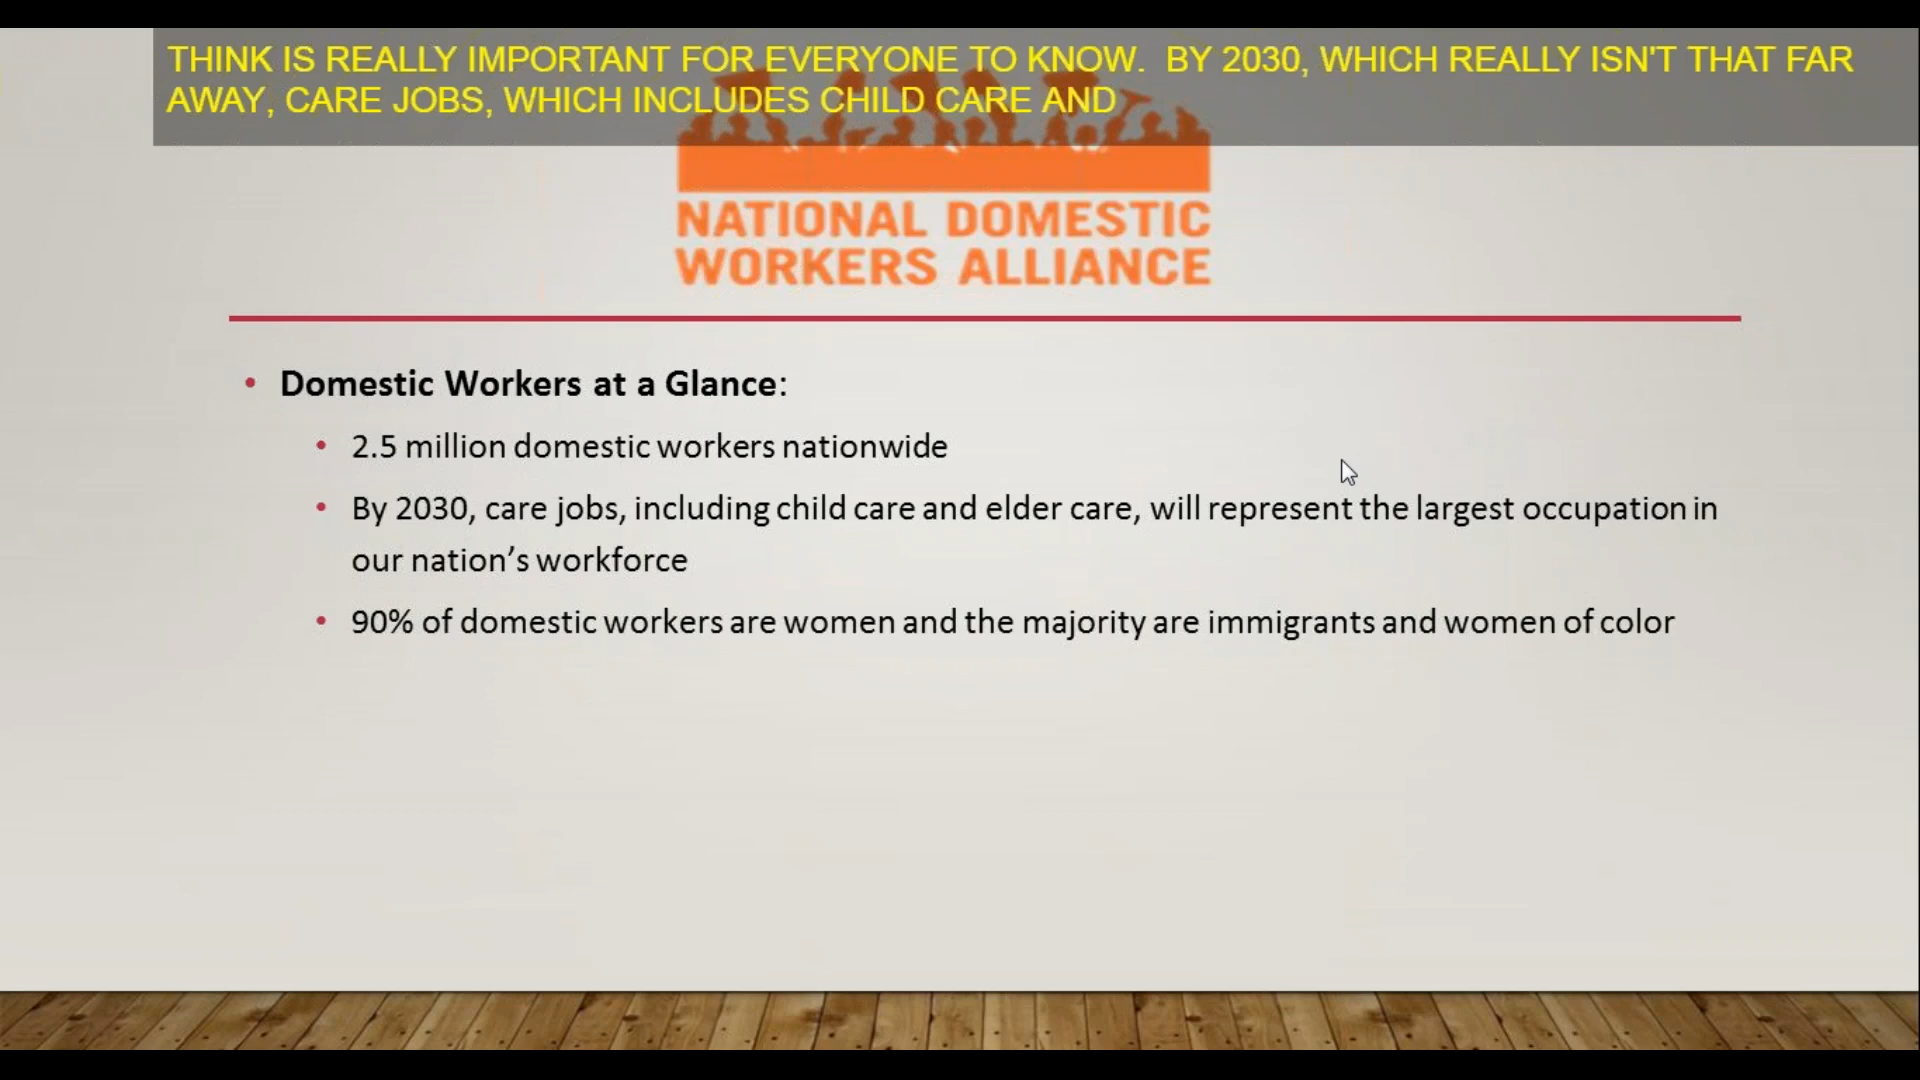 THINK IS REALLY IMPORTANT FOR EVERYONE TO KNOW.  BY 2030, WHICH REALLY ISN'T THAT FAR
AWAY, CARE JOBS, WHICH INCLUDES CHILD CARE AND
NATIONAL DOMESTIC
WORKERS ALLIANCE
• Domestic Workers at a Glance:
• 2.5 million domestic workers nationwide
• By 2030, care jobs, including child care and elder care, will represent the largest occupation in
our nation’s workforce
• 90% of domestic workers are women and the majority are immigrants and women of color